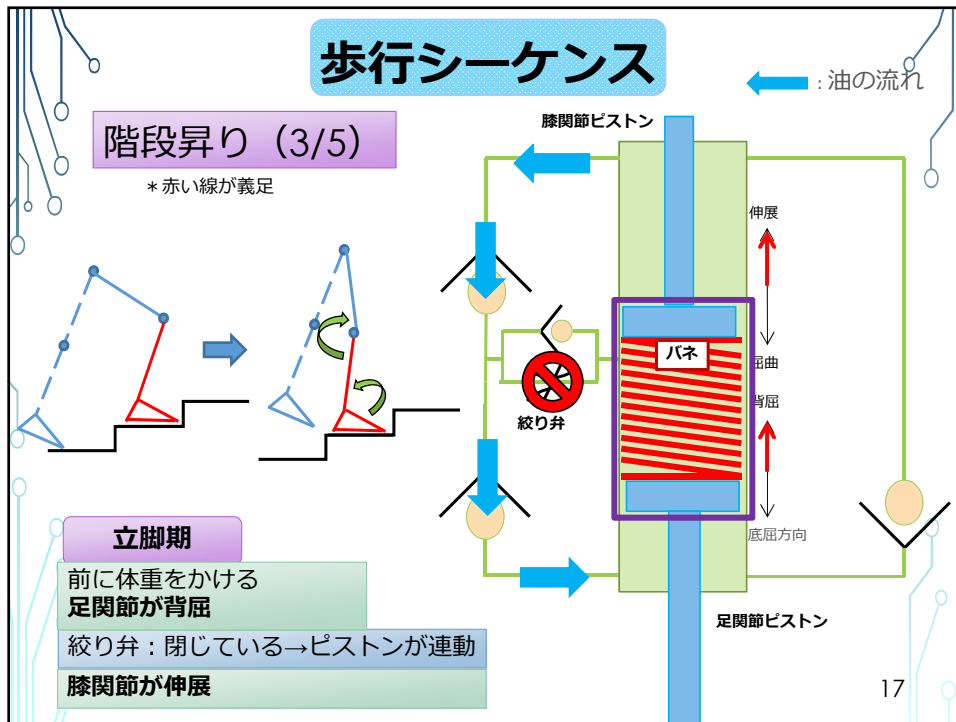 歩行シーケンス
：油の流れ
階段昇り（3/5）
＊赤い線が義足
膝関節ピストン
伸展
バネ
屈曲
背屈
絞り弁
底屈方向
立脚期
前に体重をかける
足関節が背屈
絞り弁：閉じている→ピストンが連動
膝関節が伸展
足関節ピストン
17